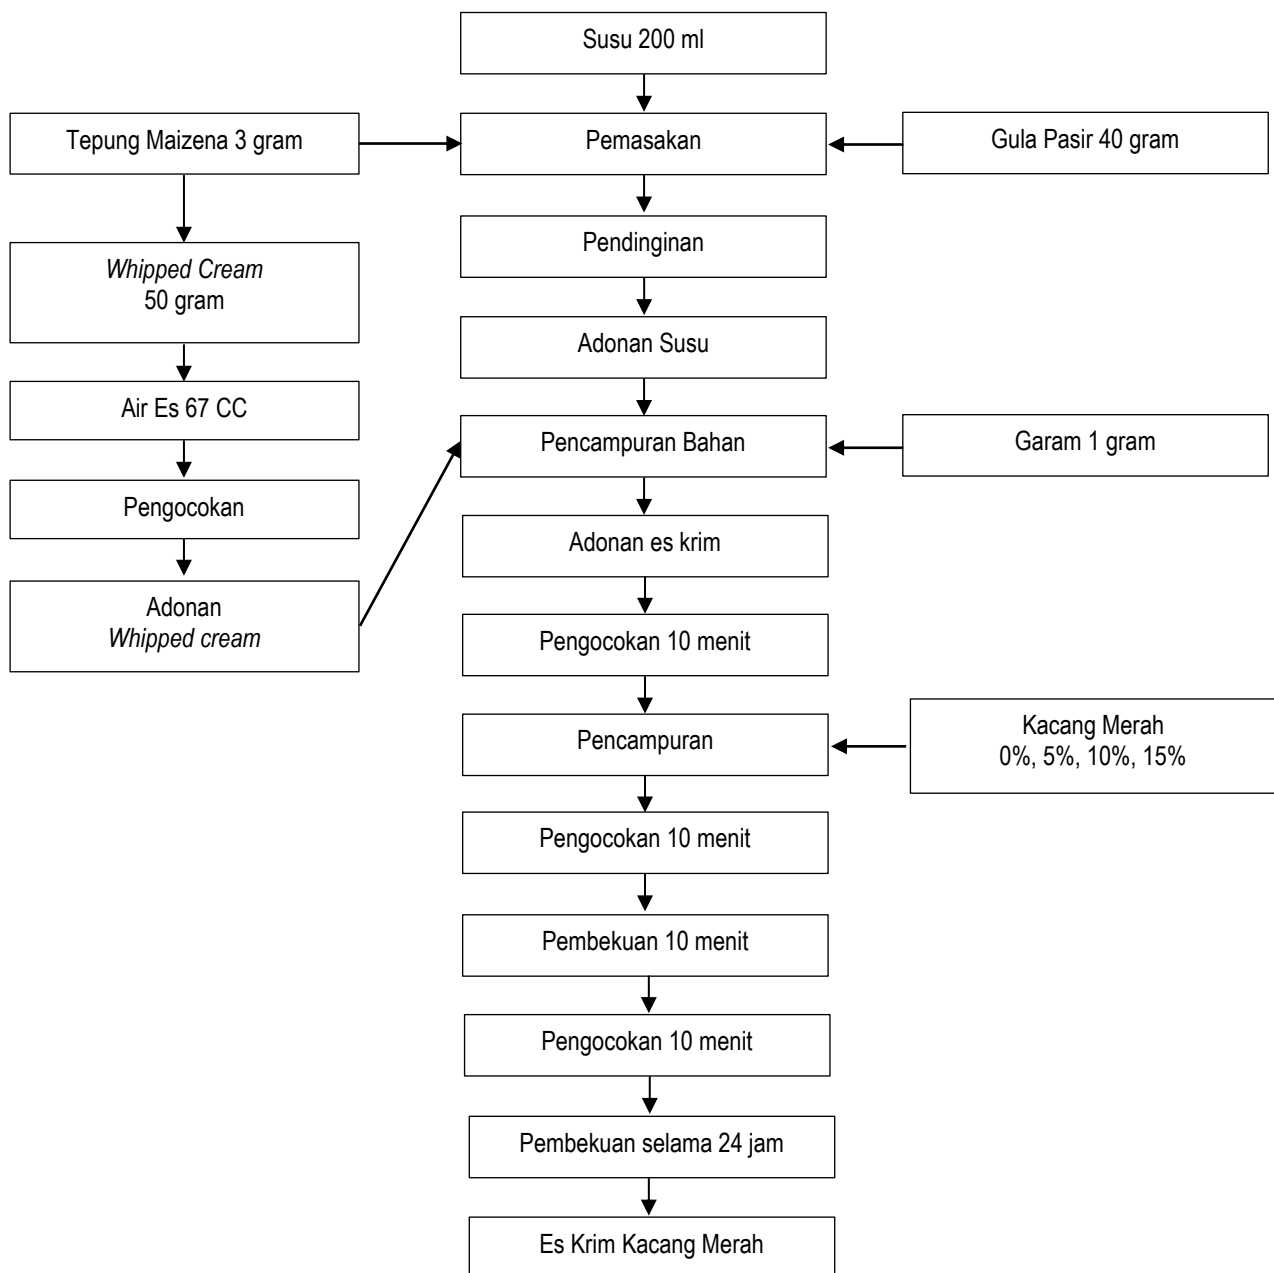 Susu 200 ml
Tepung Maizena 3 gram
Pemasakan
Gula Pasir 40 gram
Pendinginan
Whipped Cream
50 gram
Adonan Susu
Air Es 67 CC
Pencampuran Bahan
Garam 1 gram
Pengocokan
Adonan es krim
Adonan
Whipped cream
Pengocokan 10 menit
Pencampuran
Kacang Merah
0%, 5%, 10%, 15%
Pengocokan 10 menit
Pembekuan 10 menit
Pengocokan 10 menit
Pembekuan selama 24 jam
Es Krim Kacang Merah